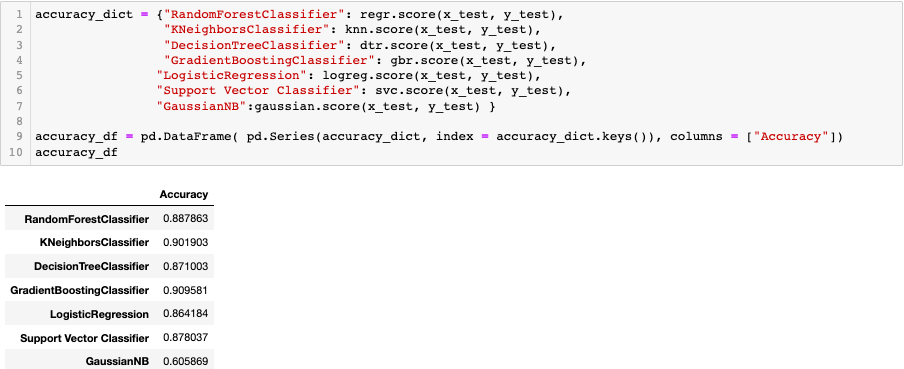 1 accuracy_dict = {"RandomForestClassifier": regr.score(x_test, y_test),
2 "KNeighborsClassifier": knn.score(x_test, y_test),
3 "DecisionTreeClassifier": dtr.score(x_test, y_test),
4 "GradientBoostingClassifier": gbr.score(x_test, y_test),
5 "LogisticRegression": logreg.score(x_test, y_test),
6 "Support Vector Classifier": svc.score(x_test, y_test),
7 "GaussianNB":gaussian.score(x_test, y_test) }
8
9 accuracy_df = pd.DataFrame( pd.Series(accuracy_dict, index = accuracy_dict.keys()), columns = ["Accuracy"])
10 accuracy_df
Accuracy
RandomForestClassifier 0.887863
KNeighborsClassifier 0.901903
DecisionTreeClassifier 0.871003
GradientBoostingClassifier 0.909581
LogisticRegression 0.864184
Support Vector Classifier 0.878037
GaussianNB 0.605869